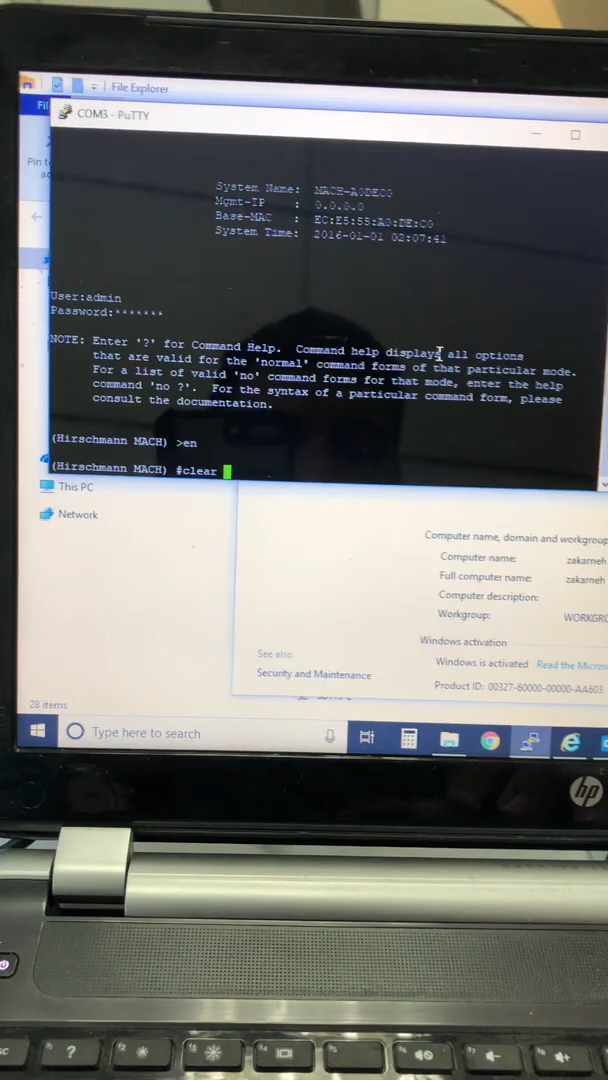 File Explorer
Fil
COM3 - PuTTY
Pin to
System Name: MACH-A0DEC0
Mgmt-IP : 0.0.0.0
Base-MAC : EC:E5:55:A0:DE:C0
System Time: 2016-01-01 02:07:41
User:admin
Password:*******
NOTE: Enter '?' for Command Help. Command help displays all options
that are valid for the 'normal' command forms of that particular mode.
For a list of valid 'no' command forms for that mode, enter the help
command 'no ?'. For the syntax of a particular command form, please
consult the documentation.
(Hirschmann MACH) >en
(Hirschmann MACH) #clear
This PC
Network
Computer name, domain and workgroup
Computer name: zakarneh
Full computer name: zakarneh
Computer description:
Workgroup: WORKGRO
Windows activation
Windows is activated Read the Micros
Product ID: 00327-60000-00000-AA603
See also
Security and Maintenance
28 items
Type here to search
hp